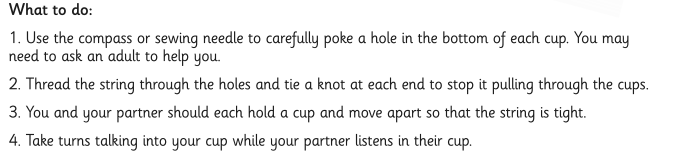 What to do:
1. Use the compass or sewing needle to carefully poke a hole in the bottom of each cup. You may
need to ask an adult to help you.
2. Thread the string through the holes and tie a knot at each end to stop it pulling through the cups.
3. You and your partner should each hold a cup and move apart so that the string is tight.
4. Take turns talking into your cup while your partner listens in their cup.